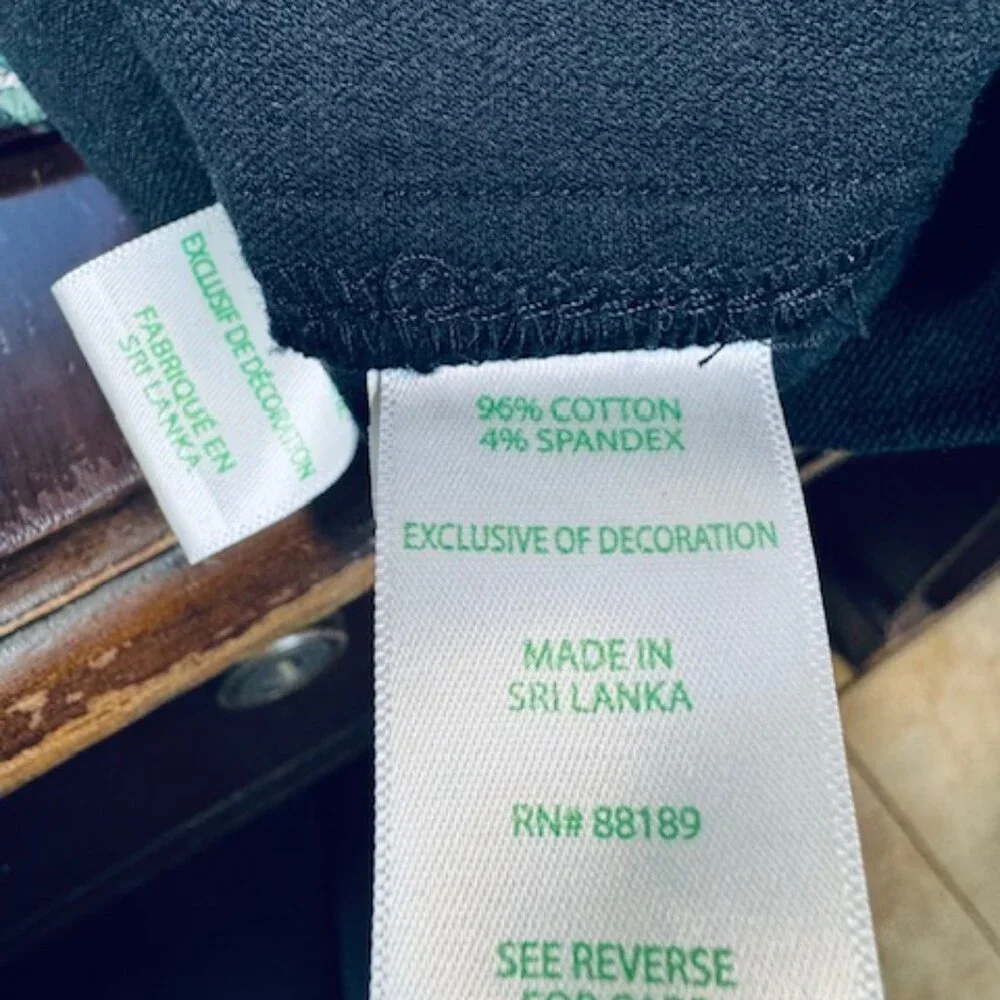 EXCLUSIF DE DÉCORATION
FABRIQUÉ EN
SRI LANKA
96% COTTON
4% SPANDEX
EXCLUSIVE OF DECORATION
MADE IN
SRI LANKA
RN# 88189
SEE REVERSE